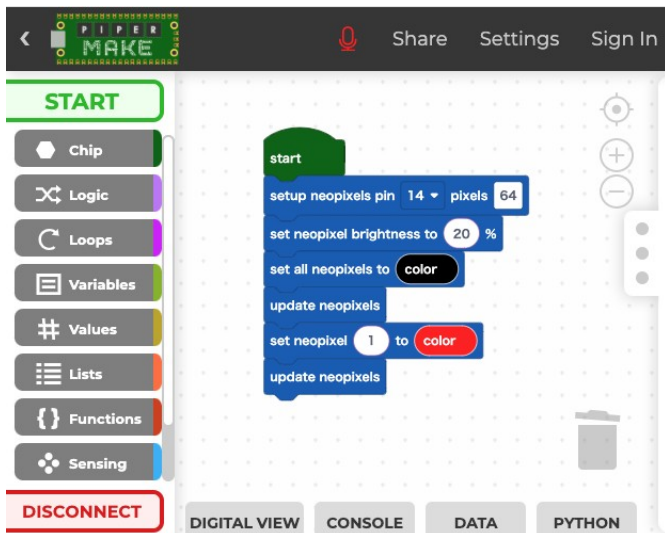 PIPER
MAKE
Share
Settings
Sign In
START
Chip
Logic
Loops
Variables
Values
Lists
Functions
Sensing
DISCONNECT
start
setup neopixels pin 14 pixels 64
set neopixel brightness to 20 %
set all neopixels to color
update neopixels
set neopixel 1 to color
update neopixels
DIGITAL VIEW
CONSOLE
DATA
PYTHON